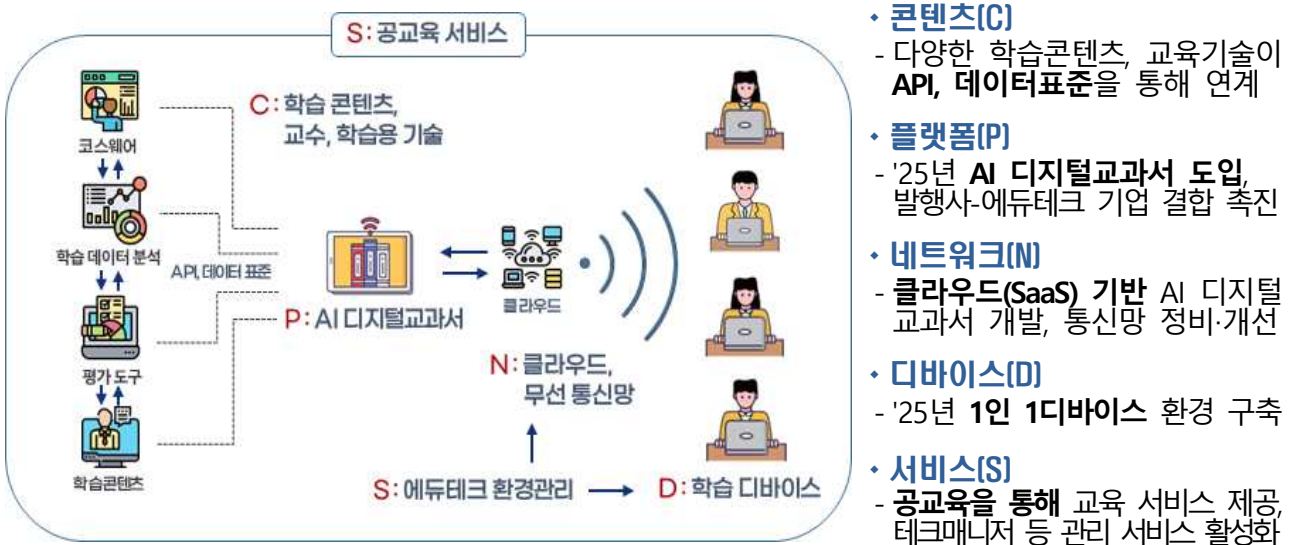 S: 공교육 서비스
코스웨어
학습 데이터 분석
평가 도구
학습콘텐츠
API, 데이터 표준
C: 학습 콘텐츠,
교수, 학습용 기술
P: AI 디지털교과서
클라우드
N: 클라우드,
무선 통신망
S: 에듀테크 환경관리
D: 학습 디바이스
콘텐츠(C)
- 다양한 학습콘텐츠, 교육기술이
API, 데이터표준을 통해 연계
플랫폼(P)
- '25년 AI 디지털교과서 도입,
발행사-에듀테크 기업 결합 촉진
네트워크(N)
- 클라우드(SaaS) 기반 AI 디지털
교과서 개발, 통신망 정비·개선
디바이스(D)
- '25년 1인 1디바이스 환경 구축
서비스(S)
- 공교육을 통해 교육 서비스 제공,
테크매니저 등 관리 서비스 활성화